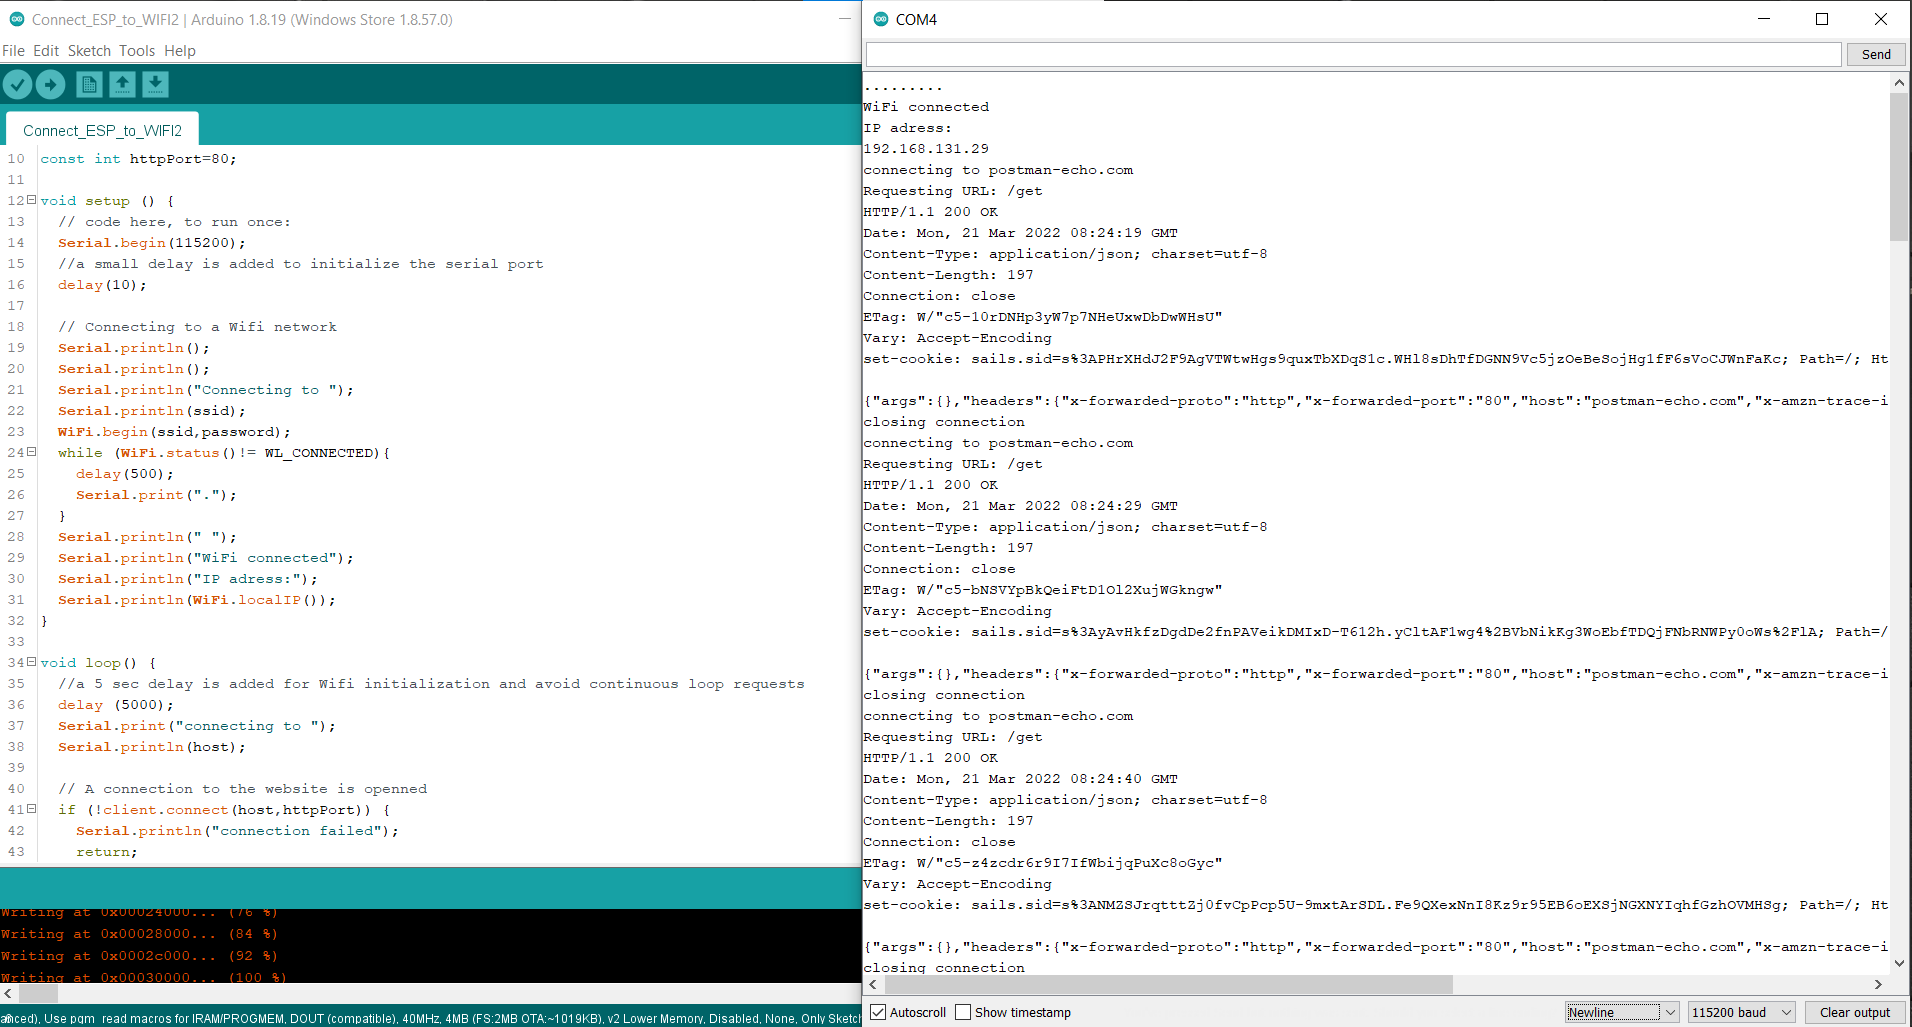 Connect_ESP_to_WIFI2 | Arduino 1.8.19 (Windows Store 1.8.57.0)
File Edit Sketch Tools Help
Connect_ESP_to_WIFI2
10 const int httpPort=80;
11
12 void setup () {
13 // code here, to run once:
14 Serial.begin(115200);
15 //a small delay is added to initialize the serial port
16 delay(10);
17
18 // Connecting to a Wifi network
19 Serial.println();
20 Serial.println();
21 Serial.println("Connecting to ");
22 Serial.println(ssid);
23 WiFi.begin(ssid,password);
24 while (WiFi.status()!= WL_CONNECTED){
25 delay(500);
26 Serial.print(".");
27 }
28 Serial.println(" ");
29 Serial.println("WiFi connected");
30 Serial.println("IP adress:");
31 Serial.println(WiFi.localIP());
32 }
33
34 void loop() {
35 //a 5 sec delay is added for Wifi initialization and avoid continuous loop requests
36 delay (5000);
37 Serial.print("connecting to ");
38 Serial.println(host);
39
40 // A connection to the website is openned
41 if (!client.connect(host,httpPort)) {
42 Serial.println("connection failed");
43 return;
Writing at 0x00024000... (76 %)
Writing at 0x00028000... (84 %)
Writing at 0x0002c000... (92 %)
Writing at 0x00030000... (100 %)
anced), Use pgm_read macros for IRAM/PROGMEM, DOUT (compatible), 40MHz, 4MB (FS:2MB OTA:~1019KB), v2 Lower Memory, Disabled, None, Only Sketch
COM4
Send
.........
WiFi connected
IP adress:
192.168.131.29
connecting to postman-echo.com
Requesting URL: /get
HTTP/1.1 200 OK
Date: Mon, 21 Mar 2022 08:24:19 GMT
Content-Type: application/json; charset=utf-8
Content-Length: 197
Connection: close
ETag: W/"c5-10rDNHp3yW7p7NHeUxwDbDwWHsU"
Vary: Accept-Encoding
set-cookie: sails.sid=s%3APHrXHdJ2F9AgVTWtwHgs9quxTbXDqS1c.WHl8sDhTfDGNN9Vc5jzOeBeSojHg1fF6sVoCJWnFaKc; Path=/; Ht
{"args":{},"headers":{"x-forwarded-proto":"http","x-forwarded-port":"80","host":"postman-echo.com","x-amzn-trace-i
closing connection
connecting to postman-echo.com
Requesting URL: /get
HTTP/1.1 200 OK
Date: Mon, 21 Mar 2022 08:24:29 GMT
Content-Type: application/json; charset=utf-8
Content-Length: 197
Connection: close
ETag: W/"c5-bNSVYpBkQeiFtD1Ol2XujWGkngw"
Vary: Accept-Encoding
set-cookie: sails.sid=s%3AyAvHkfzDgdDe2fnPAVeikDMIxD-T612h.yCltAF1wg4%2BVbNikKg3WoEbfTDQjFNbRNWPy0oWs%2FlA; Path=/
{"args":{},"headers":{"x-forwarded-proto":"http","x-forwarded-port":"80","host":"postman-echo.com","x-amzn-trace-i
closing connection
connecting to postman-echo.com
Requesting URL: /get
HTTP/1.1 200 OK
Date: Mon, 21 Mar 2022 08:24:40 GMT
Content-Type: application/json; charset=utf-8
Content-Length: 197
Connection: close
ETag: W/"c5-z4zcdr6r9I7IfWbijqPuXc8oGyc"
Vary: Accept-Encoding
set-cookie: sails.sid=s%3ANMZSJrqtttZj0fvCpPcp5U-9mxtArSDL.Fe9QXexNnI8Kz9r95EB6oEXSjNGXNYIqhfGzhOVMHSg; Path=/; Ht
{"args":{},"headers":{"x-forwarded-proto":"http","x-forwarded-port":"80","host":"postman-echo.com","x-amzn-trace-i
closing connection
Autoscroll Show timestamp Newline 115200 baud Clear output